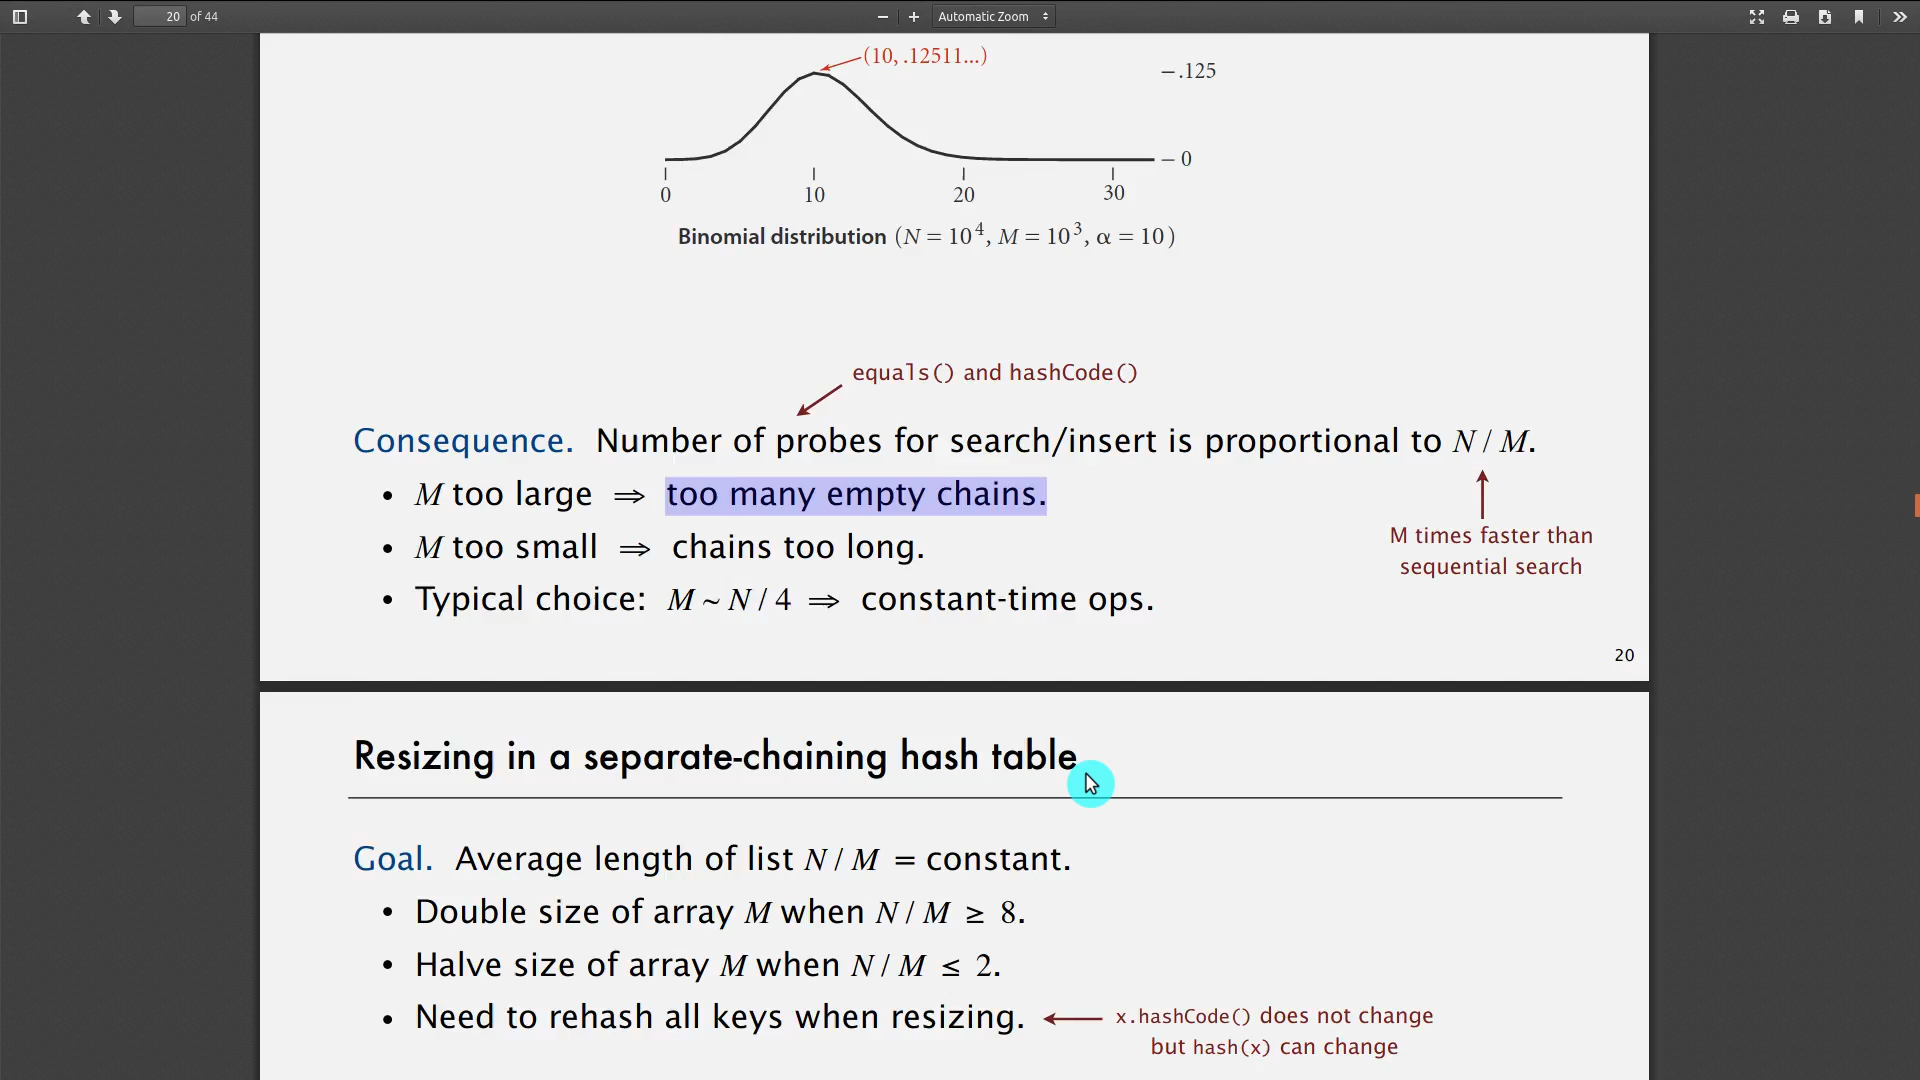 20 of 44
Automatic Zoom
(10, .12511...)
.125
0
0 10 20 30
Binomial distribution (N = 10^4, M = 10^3, α = 10)
equals() and hashCode()
Consequence. Number of probes for search/insert is proportional to N / M.
• M too large ⇒ too many empty chains.
• M too small ⇒ chains too long.
• Typical choice: M ~ N / 4 ⇒ constant-time ops.
M times faster than
sequential search
20
Resizing in a separate-chaining hash table
Goal. Average length of list N / M = constant.
• Double size of array M when N / M ≥ 8.
• Halve size of array M when N / M ≤ 2.
• Need to rehash all keys when resizing.
x.hashCode() does not change
but hash(x) can change